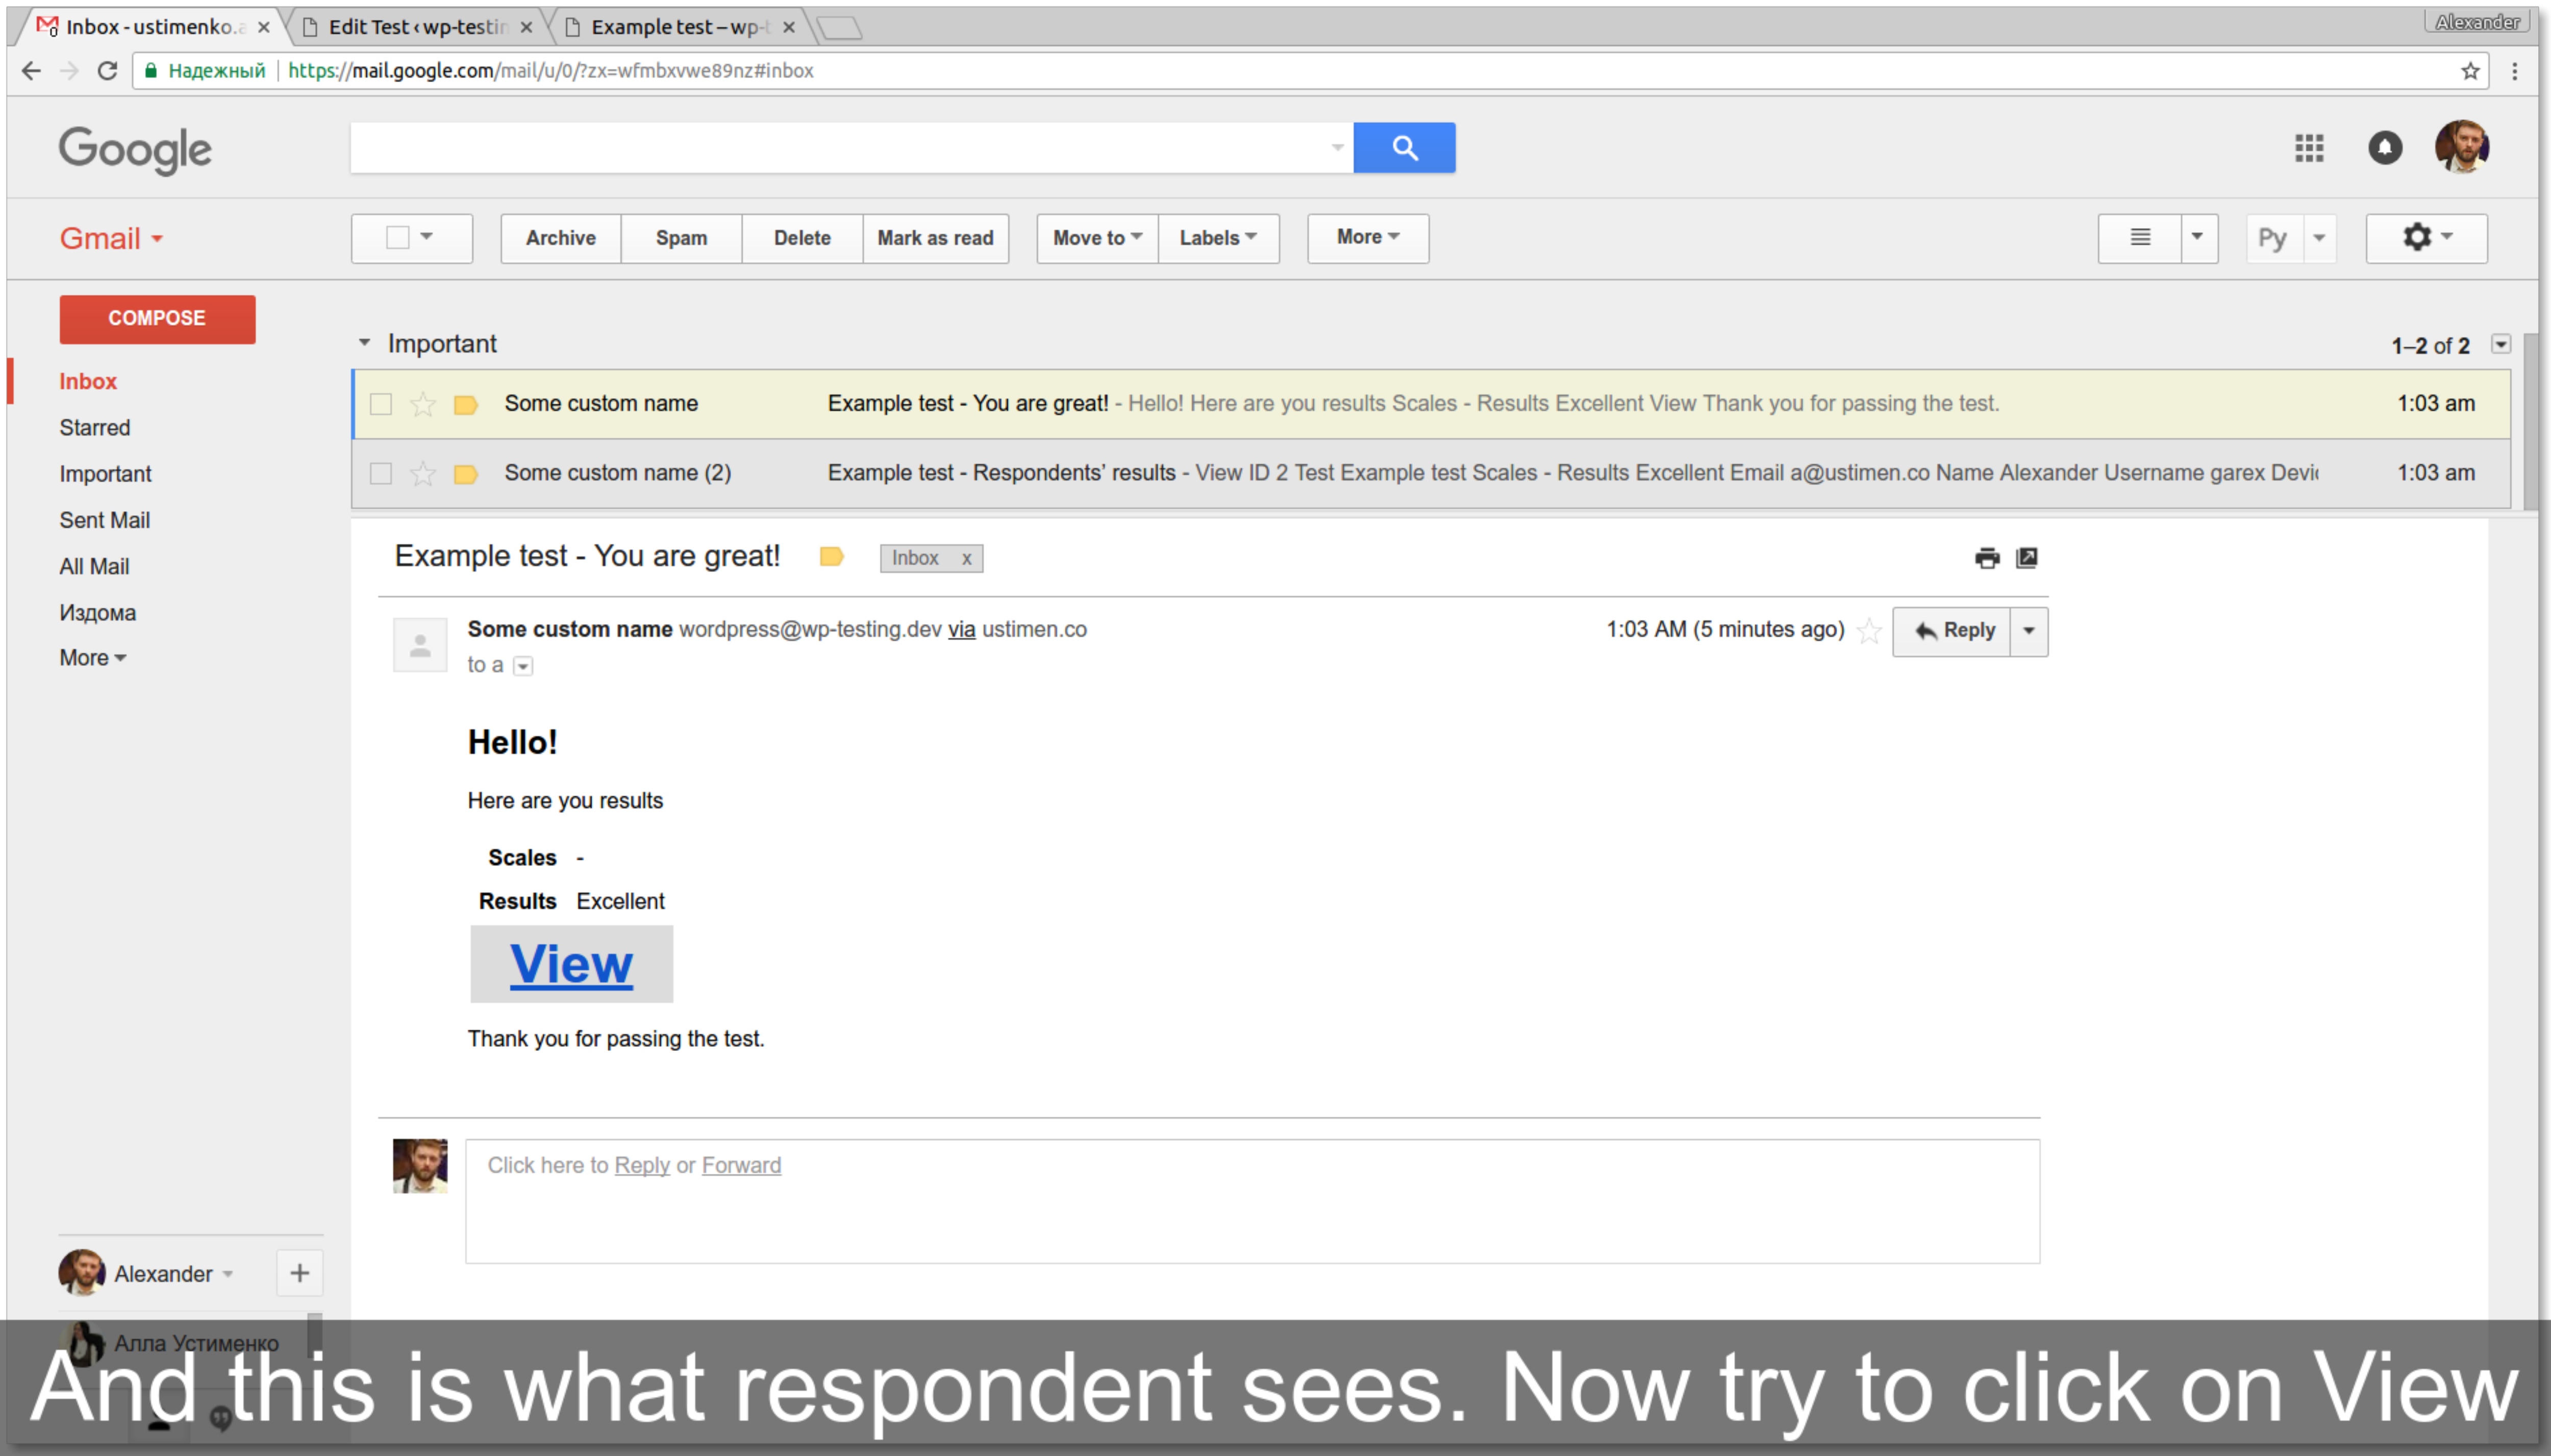 Inbox - ustimenko.a
Edit Test ‹ wp-testin
Example test – wp-t
Alexander
Надежный
https://mail.google.com/mail/u/0/?zx=wfmbxvwe89nz#inbox
Google
Gmail
Archive
Spam
Delete
Mark as read
Move to
Labels
More
Ру
COMPOSE
Inbox
Starred
Important
Sent Mail
All Mail
Издома
More
Important
1–2 of 2
Some custom name
Example test - You are great! - Hello! Here are you results Scales - Results Excellent View Thank you for passing the test.
1:03 am
Some custom name (2)
Example test - Respondents’ results - View ID 2 Test Example test Scales - Results Excellent Email a@ustimen.co Name Alexander Username garex Devic
1:03 am
Example test - You are great!
Inbox x
Some custom name wordpress@wp-testing.dev via ustimen.co
1:03 AM (5 minutes ago)
Reply
to a
Hello!
Here are you results
Scales -
Results Excellent
View
Thank you for passing the test.
Click here to Reply or Forward
Alexander
Алла Устименко
And this is what respondent sees. Now try to click on View